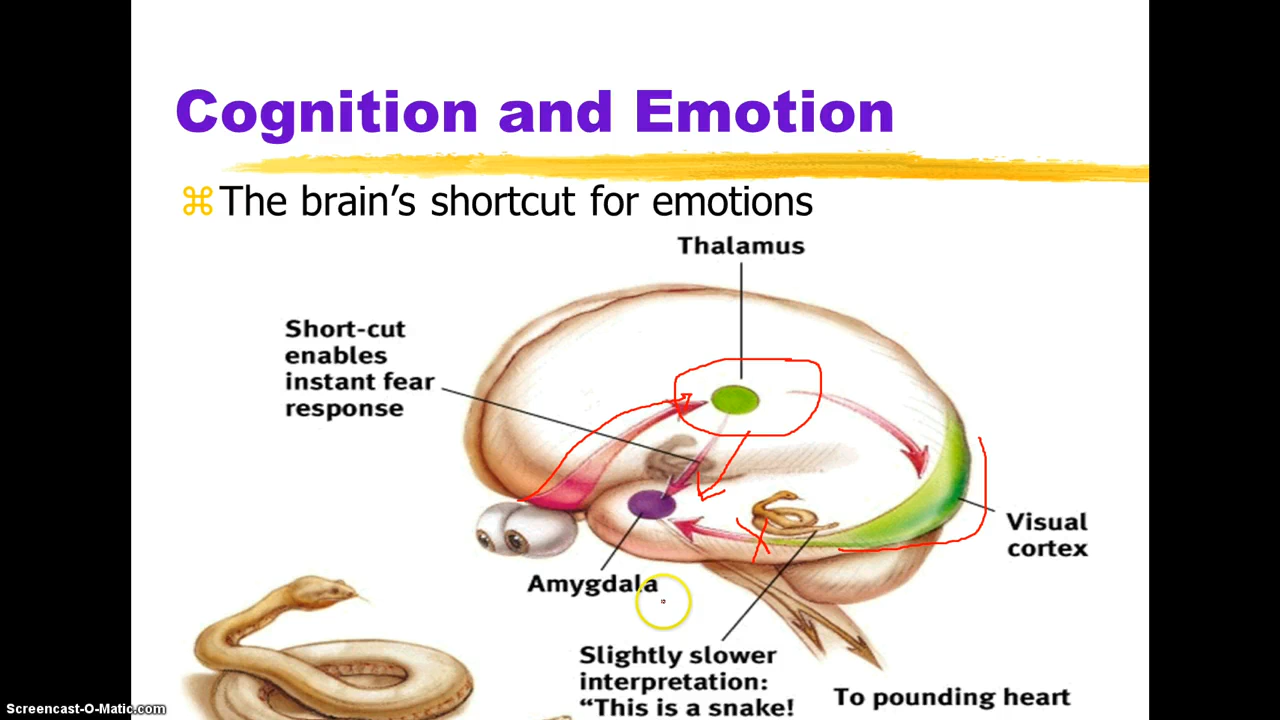 Cognition and Emotion
⌘The brain’s shortcut for emotions
Thalamus
Short-cut
enables
instant fear
response
Visual
cortex
Amygdala
Slightly slower
interpretation:
“This is a snake!
To pounding heart
Screencast-O-Matic.com